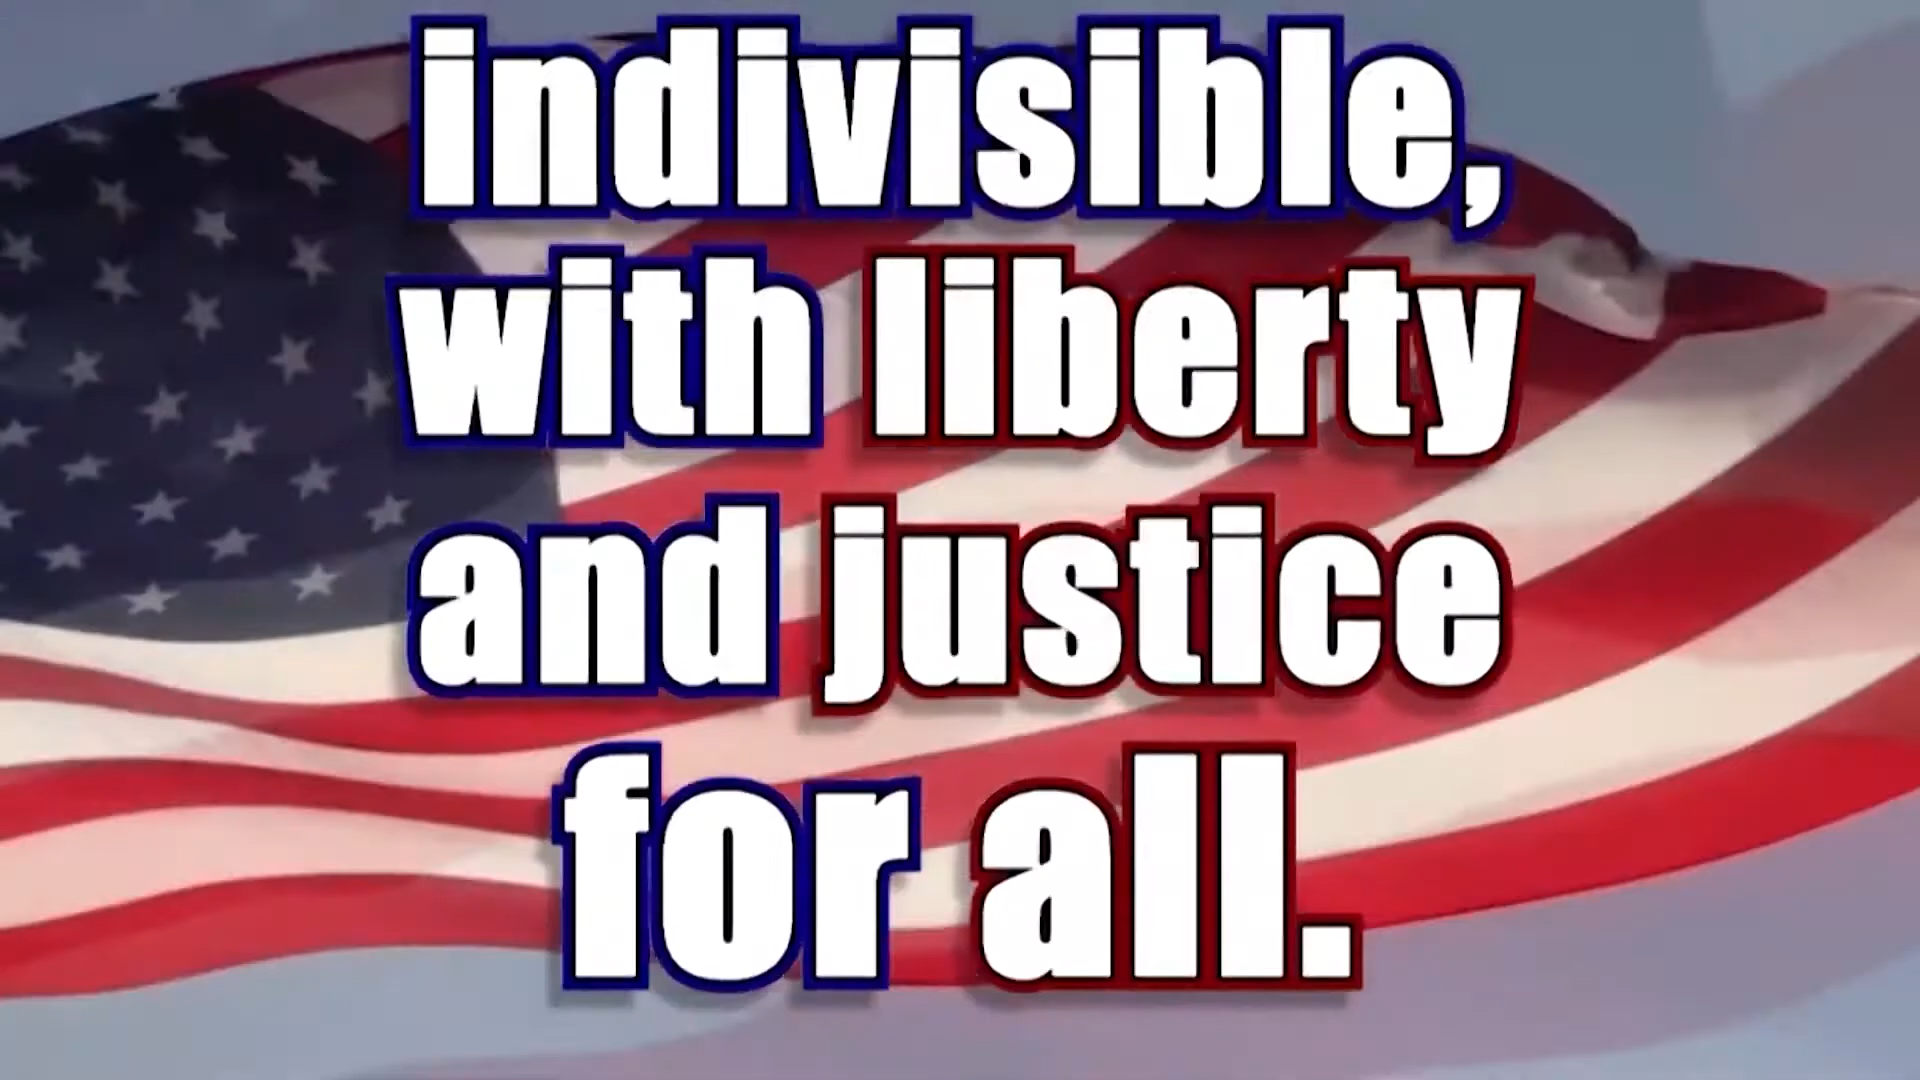 indivisible,
with liberty
and justice
for all.